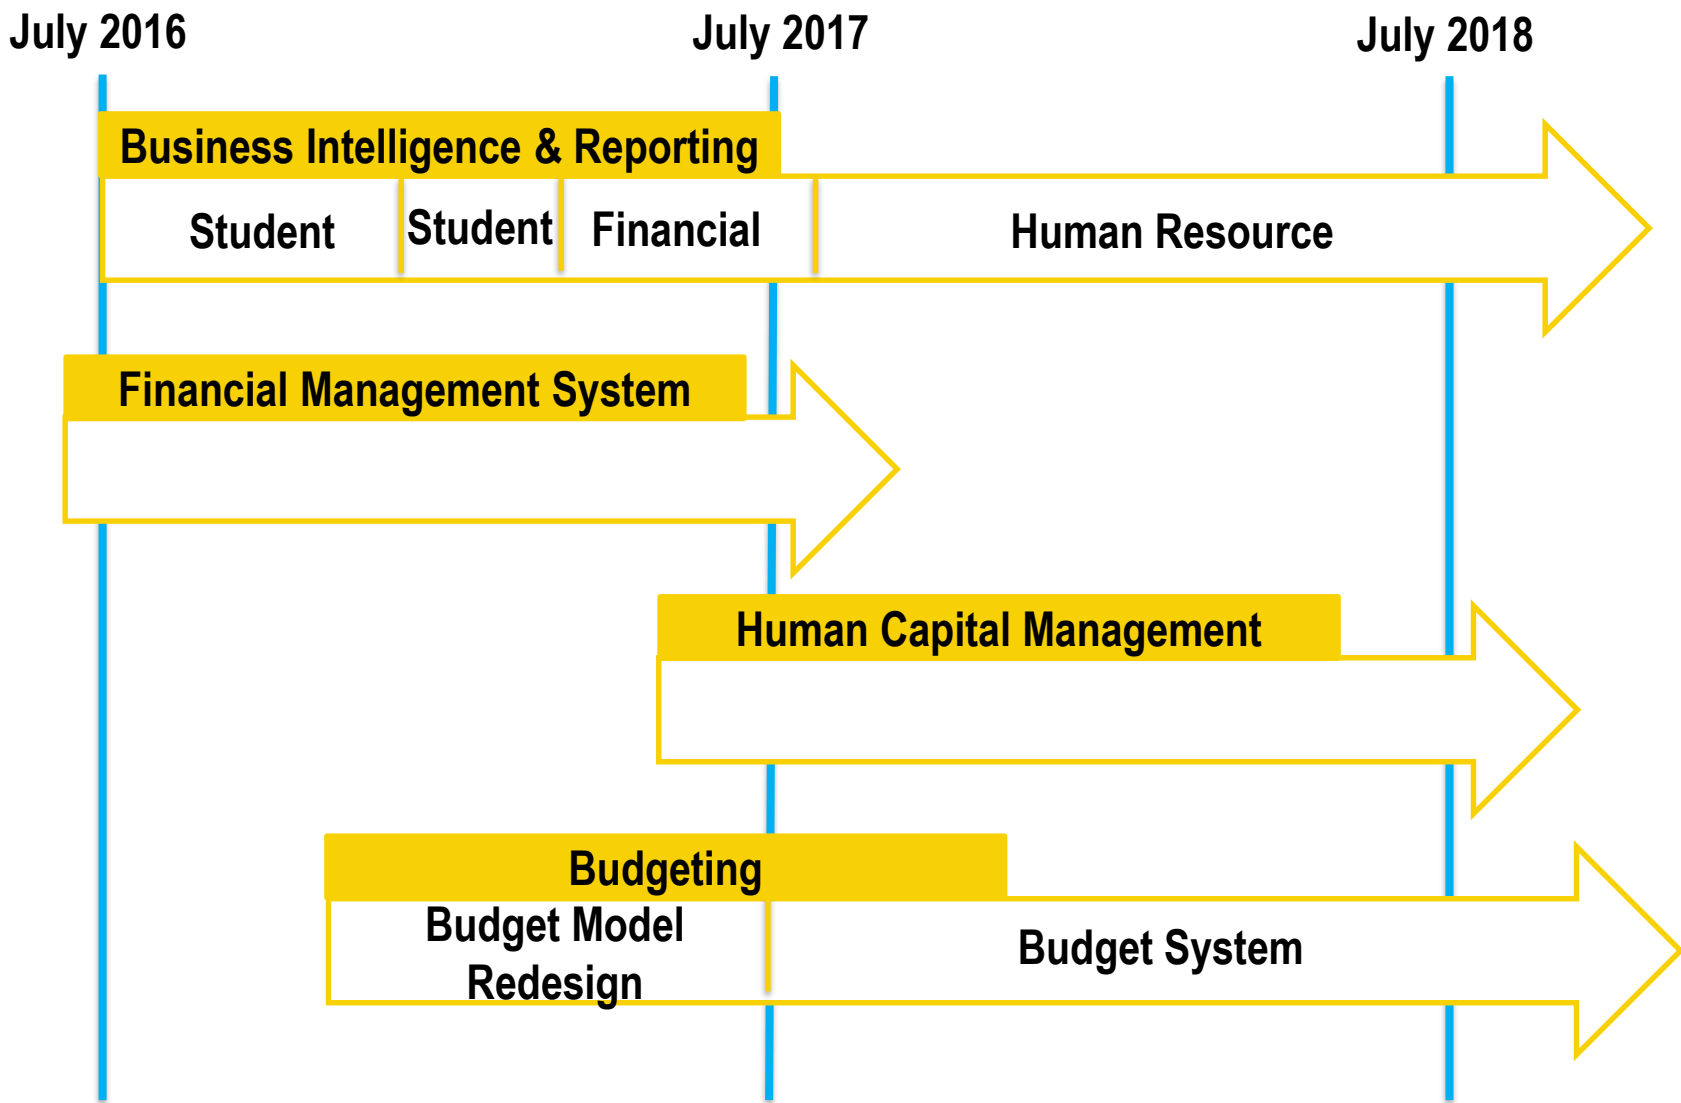 July 2016
July 2017
July 2018
Business Intelligence & Reporting
Student
Student
Financial
Human Resource
Financial Management System
Human Capital Management
Budgeting
Budget Model
Redesign
Budget System